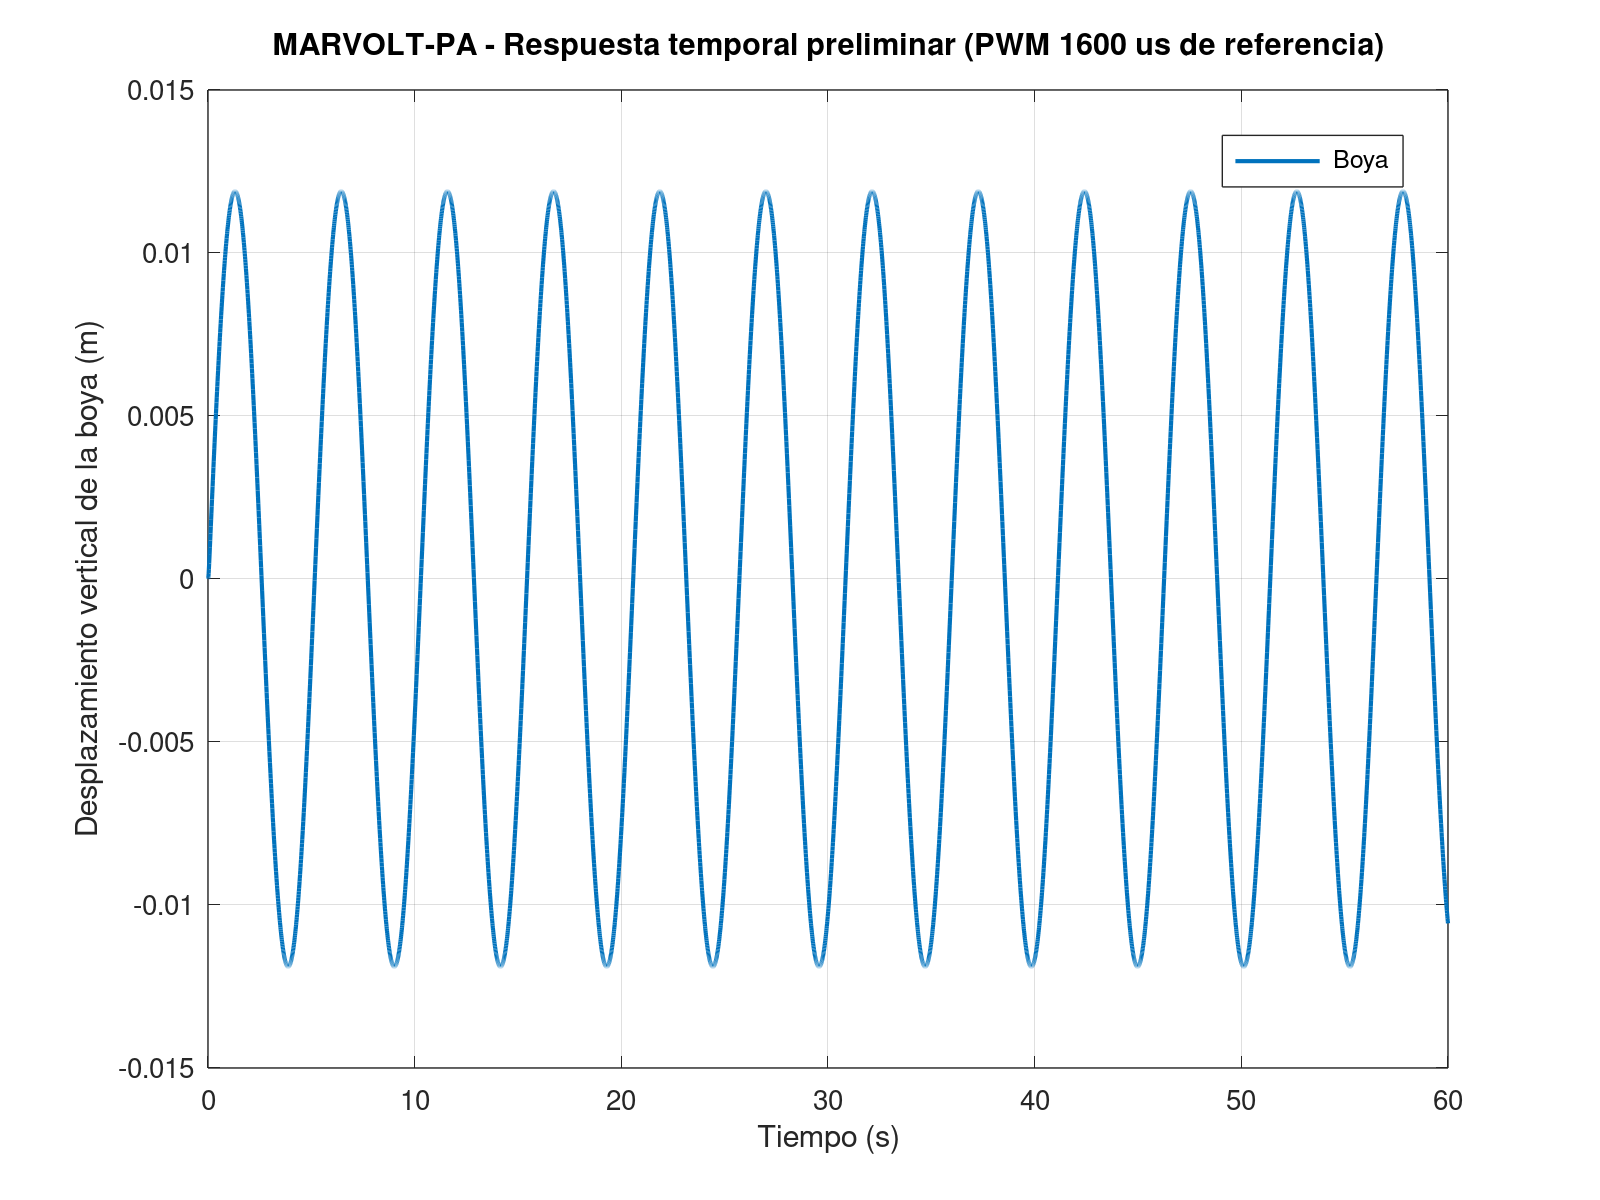 MARVOLT-PA - Respuesta temporal preliminar (PWM 1600 us de referencia)
0.015
0.01
0.005
0
-0.005
-0.01
-0.015
Desplazamiento vertical de la boya (m)
Boya
0 10 20 30 40 50 60
Tiempo (s)